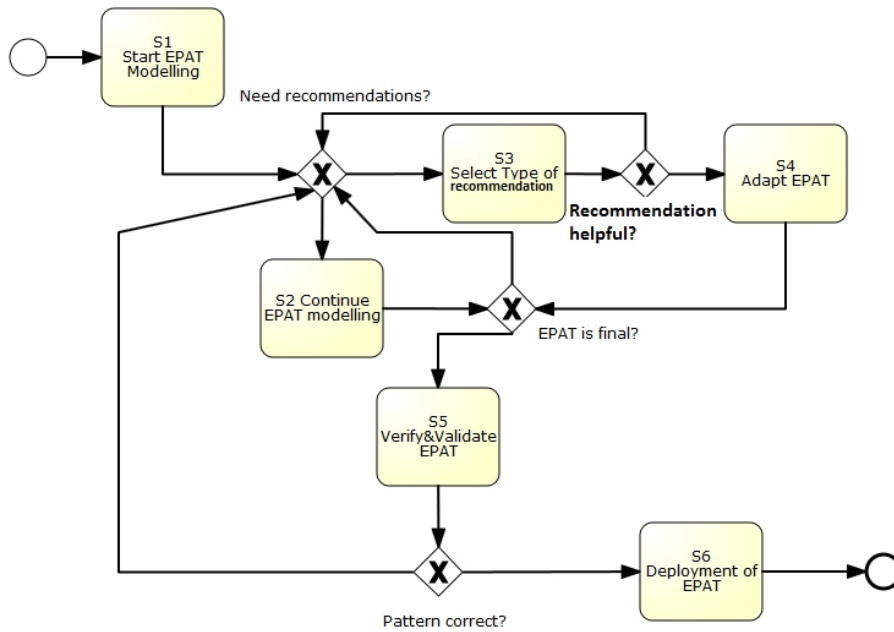 S1
Start EPAT
Modelling
Need recommendations?
X
S3
Select Type of
recommendation
X
S4
Adapt EPAT
Recommendation
helpful?
S2 Continue
EPAT modelling
X
EPAT is final?
S5
Verify&Validate
EPAT
X
Pattern correct?
S6
Deployment of
EPAT